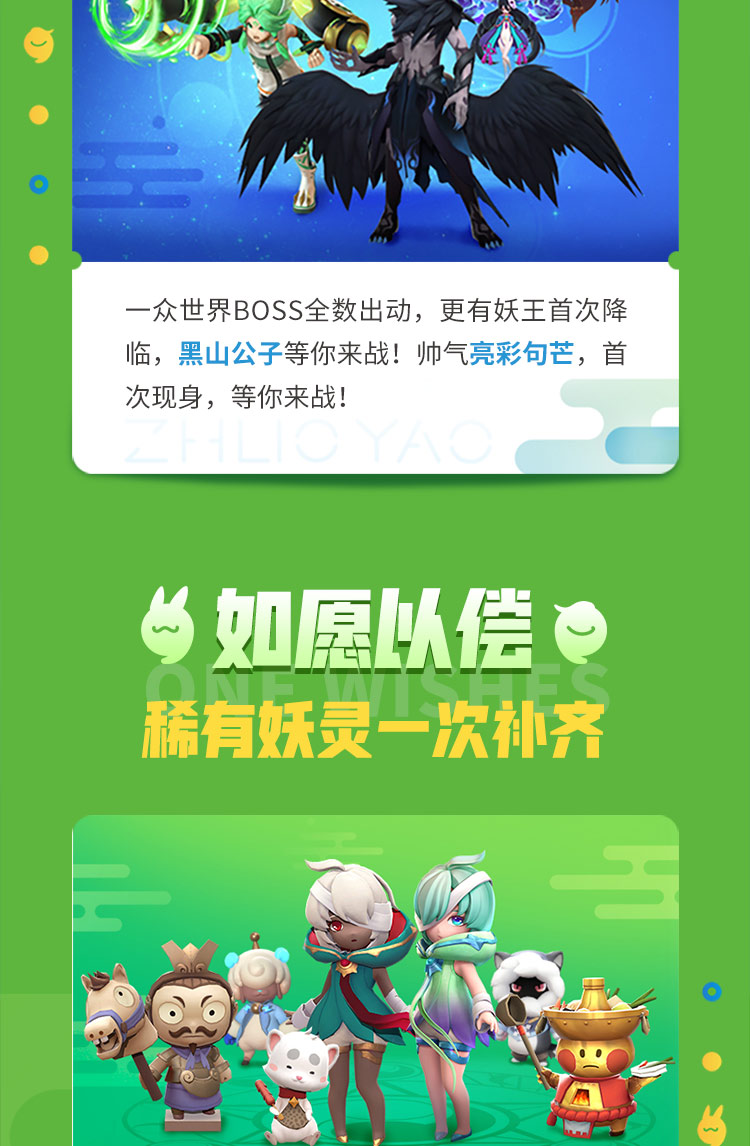 一众世界BOSS全数出动，更有妖王首次降
临，黑山公子等你来战！帅气亮彩句芒，首
次现身，等你来战！
ZHUO YAO
如愿以偿
ONE WISHES
稀有妖灵一次补齐